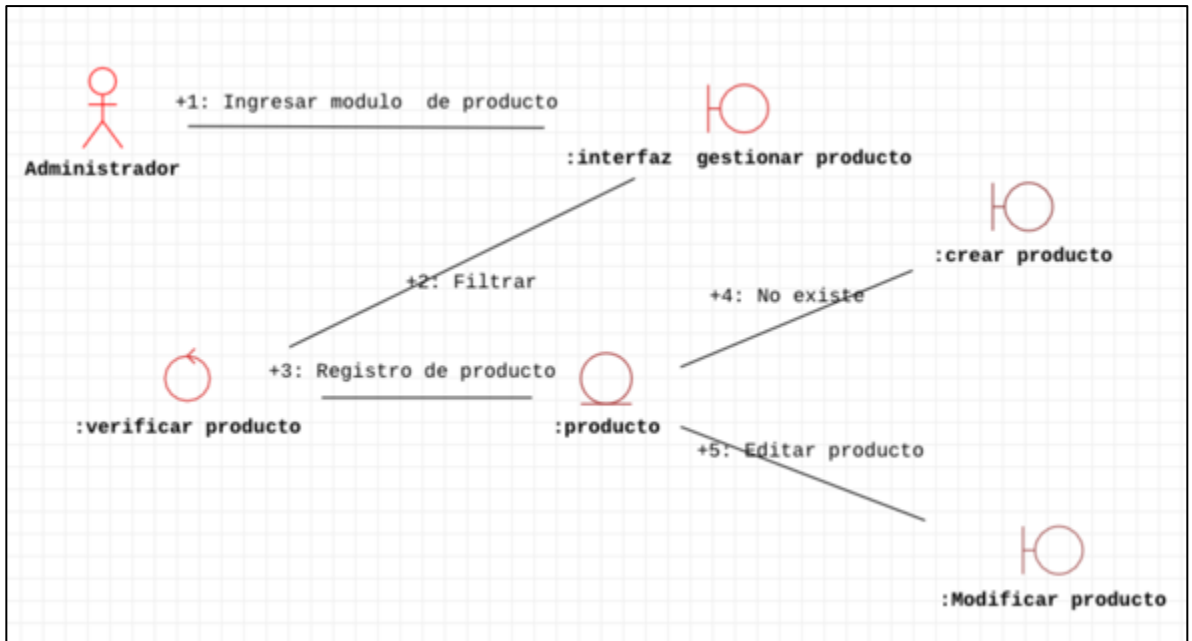 +1: Ingresar modulo de producto
Administrador
:interfaz gestionar producto
:crear producto
+2: Filtrar
+4: No existe
+3: Registro de producto
:verificar producto
:producto
+5: Editar producto
:Modificar producto